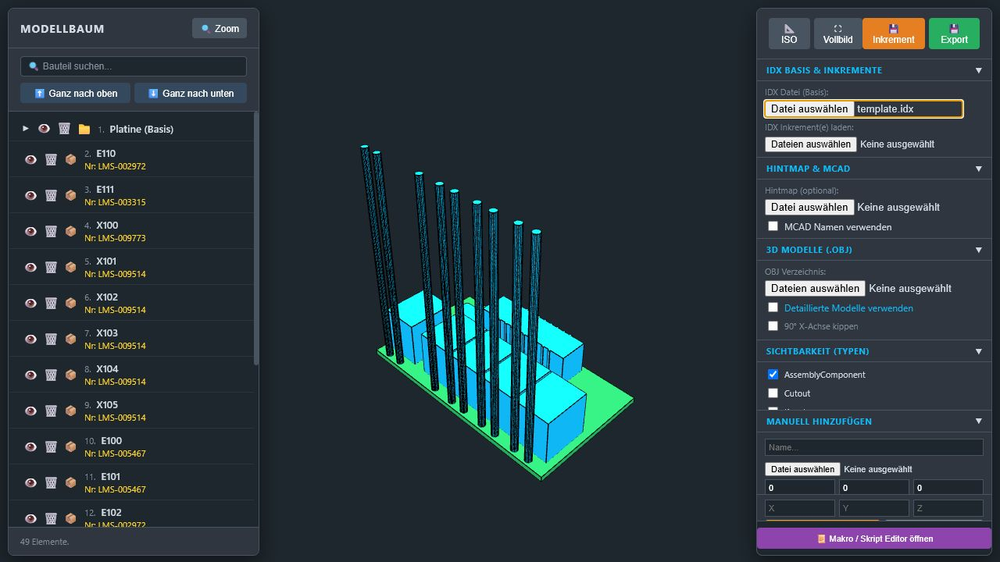 MODELLBAUM
Zoom
Bauteil suchen...
Ganz nach oben
Ganz nach unten
1. Platine (Basis)
2. E110
Nr: LMS-002972
3. E111
Nr: LMS-003315
4. X100
Nr: LMS-009773
5. X101
Nr: LMS-009514
6. X102
Nr: LMS-009514
7. X103
Nr: LMS-009514
8. X104
Nr: LMS-009514
9. X105
Nr: LMS-009514
10. E100
Nr: LMS-005467
11. E101
Nr: LMS-005467
12. E102
Nr: LMS-002972
49 Elemente.
ISO
Vollbild
Inkrement
Export
IDX BASIS & INKREMENTE
IDX Datei (Basis):
Datei auswählen template.idx
IDX Inkrement(e) laden:
Dateien auswählen Keine ausgewählt
HINTMAP & MCAD
Hintmap (optional):
Datei auswählen Keine ausgewählt
MCAD Namen verwenden
3D MODELLE (.OBJ)
OBJ Verzeichnis:
Dateien auswählen Keine ausgewählt
Detaillierte Modelle verwenden
90° X-Achse kippen
SICHTBARKEIT (TYPEN)
AssemblyComponent
Cutout
MANUELL HINZUFÜGEN
Name...
Datei auswählen Keine ausgewählt
0 0 0
X Y Z
Makro / Skript Editor öffnen